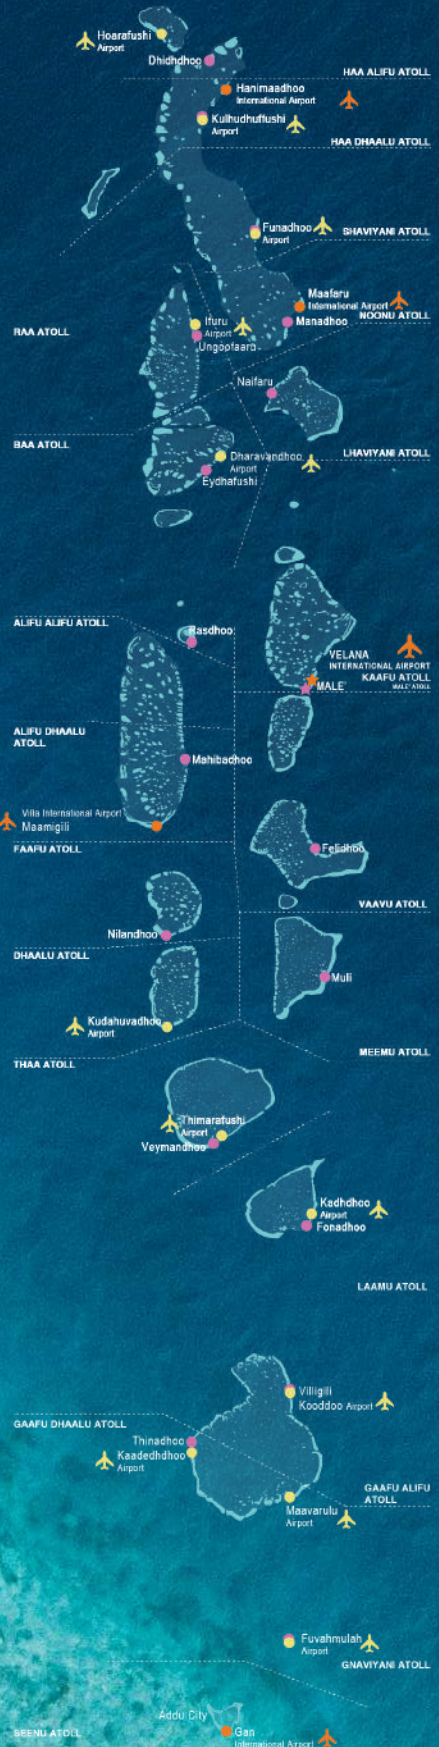 Hoarafushi
Airport
Dhidhdhoo
HAA ALIFU ATOLL
Hanimaadhoo
International Airport
Kulhudhuffushi
Airport
HAA DHAALU ATOLL
Funadhoo
Airport
SHAVIYANI ATOLL
Maafaru
International Airport
NOONU ATOLL
Manadhoo
Ifuru
Airport
RAA ATOLL
Ungoofaaru
Naifaru
BAA ATOLL
Dharavandhoo
Airport
LHAVIYANI ATOLL
Eydhafushi
ALIFU ALIFU ATOLL
Rasdhoo
VELANA
INTERNATIONAL AIRPORT
KAAFU ATOLL
MALE'
MALE' ATOLL
ALIFU DHAALU
ATOLL
Mahibadhoo
Villa International Airport
Maamigili
FAAFU ATOLL
Felidhoo
VAAVU ATOLL
Nilandhoo
DHAALU ATOLL
Muli
Kudahuvadhoo
Airport
MEEMU ATOLL
THAA ATOLL
Thimarafushi
Airport
Veymandhoo
Kadhdhoo
Airport
Fonadhoo
LAAMU ATOLL
Villigili
Kooddoo Airport
GAAFU DHAALU ATOLL
Thinadhoo
Kaadedhdhoo
Airport
GAAFU ALIFU
ATOLL
Maavarulu
Airport
Fuvahmulah
Airport
GNAVIYANI ATOLL
Addu City
SEENU ATOLL
Gan
International Airport